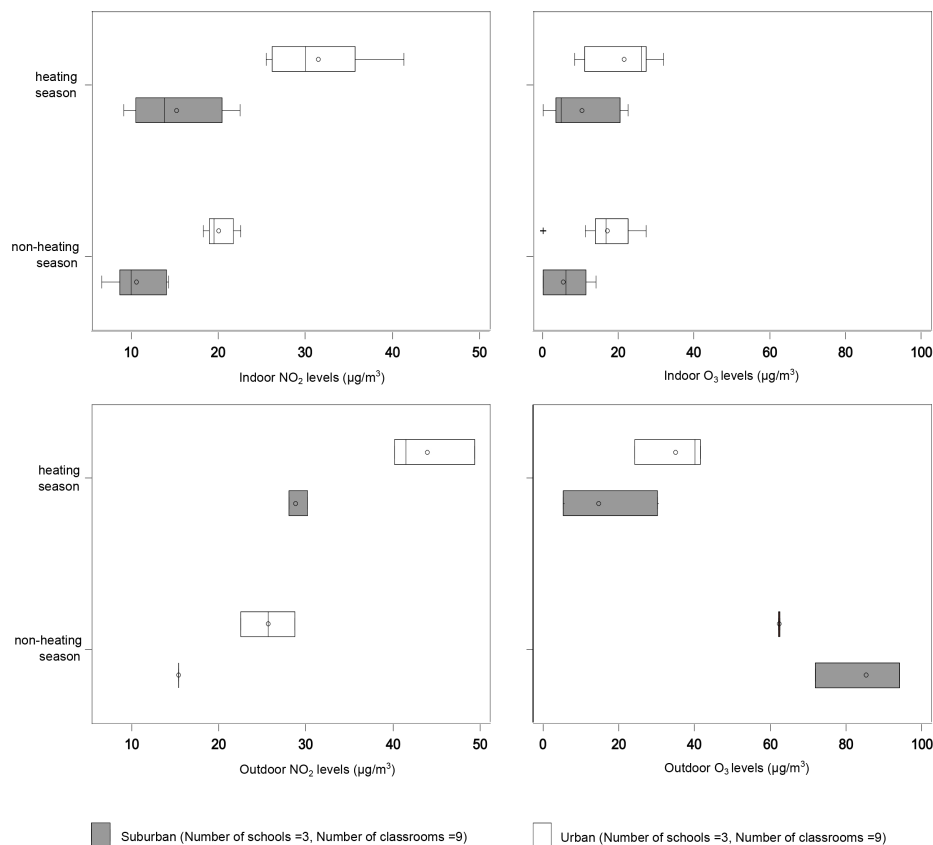 heating
season
non-heating
season
10 20 30 40 50
Indoor NO₂ levels (µg/m³)
0 20 40 60 80 100
Indoor O₃ levels (µg/m³)
heating
season
non-heating
season
10 20 30 40 50
Outdoor NO₂ levels (µg/m³)
0 20 40 60 80 100
Outdoor O₃ levels (µg/m³)
Suburban (Number of schools =3, Number of classrooms =9)
Urban (Number of schools =3, Number of classrooms =9)